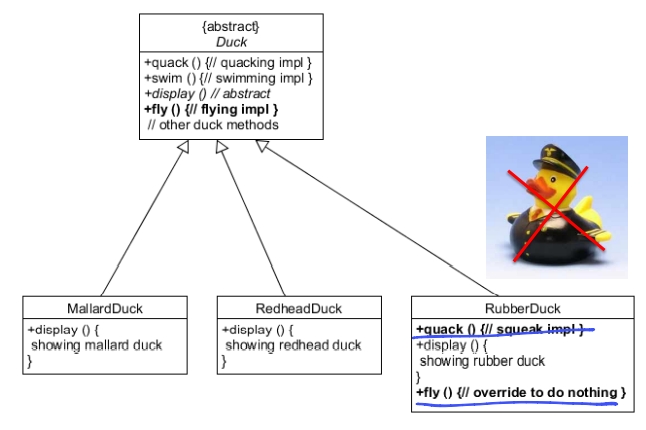 {abstract}
Duck
+quack () {// quacking impl }
+swim () {// swimming impl }
+display () // abstract
+fly () {// flying impl }
// other duck methods
MallardDuck
+display () {
showing mallard duck
}
RedheadDuck
+display () {
showing redhead duck
}
RubberDuck
+quack () {// squeak impl }
+display () {
showing rubber duck
}
+fly () {// override to do nothing }